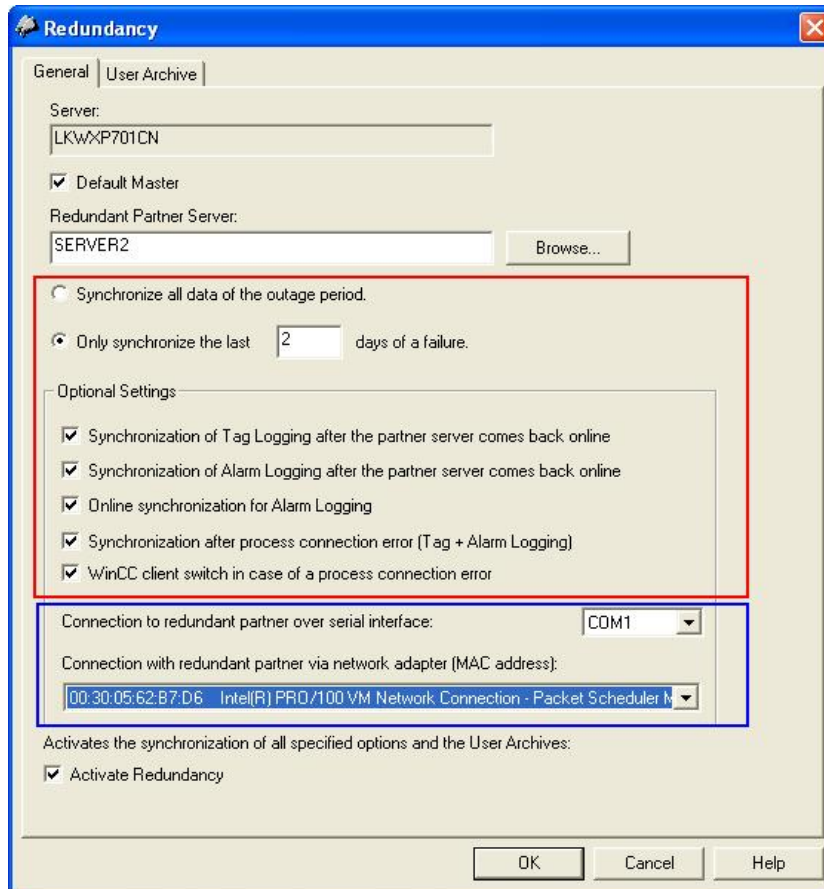 Redundancy
General
User Archive
Server:
LKWXP701CN
Default Master
Redundant Partner Server:
SERVER2
Browse...
Synchronize all data of the outage period.
Only synchronize the last 2 days of a failure.
Optional Settings
Synchronization of Tag Logging after the partner server comes back online
Synchronization of Alarm Logging after the partner server comes back online
Online synchronization for Alarm Logging
Synchronization after process connection error (Tag + Alarm Logging)
WinCC client switch in case of a process connection error
Connection to redundant partner over serial interface: COM1
Connection with redundant partner via network adapter (MAC address):
00:30:05:62:B7:D6 Intel(R) PRO/100 VM Network Connection - Packet Scheduler M
Activates the synchronization of all specified options and the User Archives:
Activate Redundancy
OK
Cancel
Help